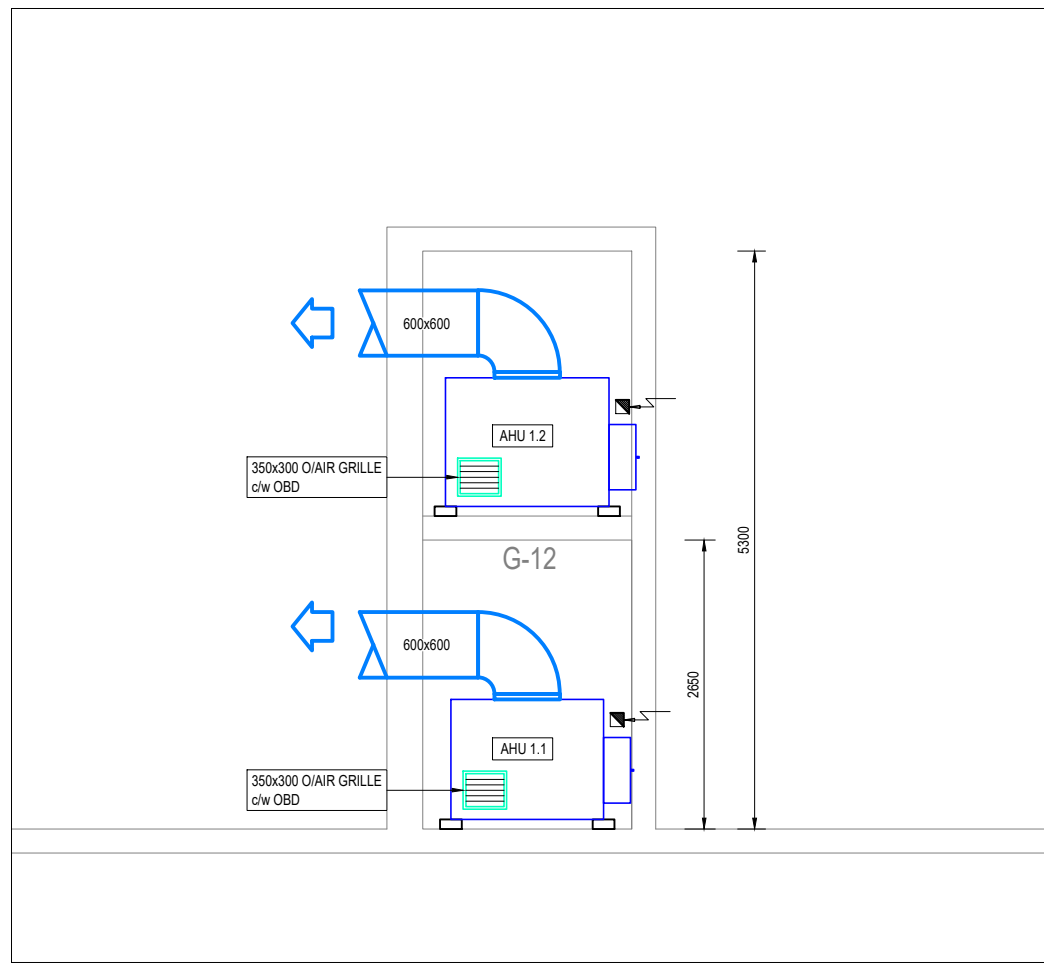 600x600
AHU 1.2
350x300 O/AIR GRILLE
c/w OBD
5300
G-12
600x600
2650
AHU 1.1
350x300 O/AIR GRILLE
c/w OBD